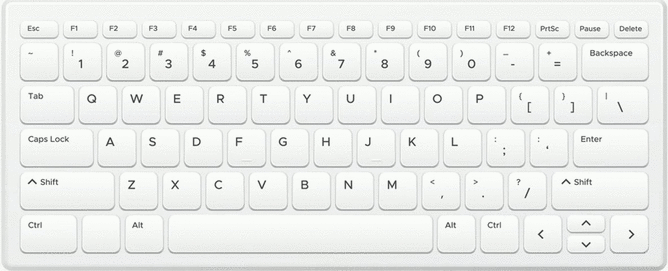 Esc F1 F2 F3 F4 F5 F6 F7 F8 F9 F10 F11 F12 PrtSc Pause Delete
~ ! 1 @ 2 # 3 $ 4 % 5 ^ 6 & 7 * 8 ( 9 ) 0 – - + = Backspace
Tab Q W E R T Y U I O P { [ } ] | \
Caps Lock A S D F G H J K L : ; : ' Enter
Shift Z X C V B N M < , > . ? / Shift
Ctrl Alt Alt Ctrl